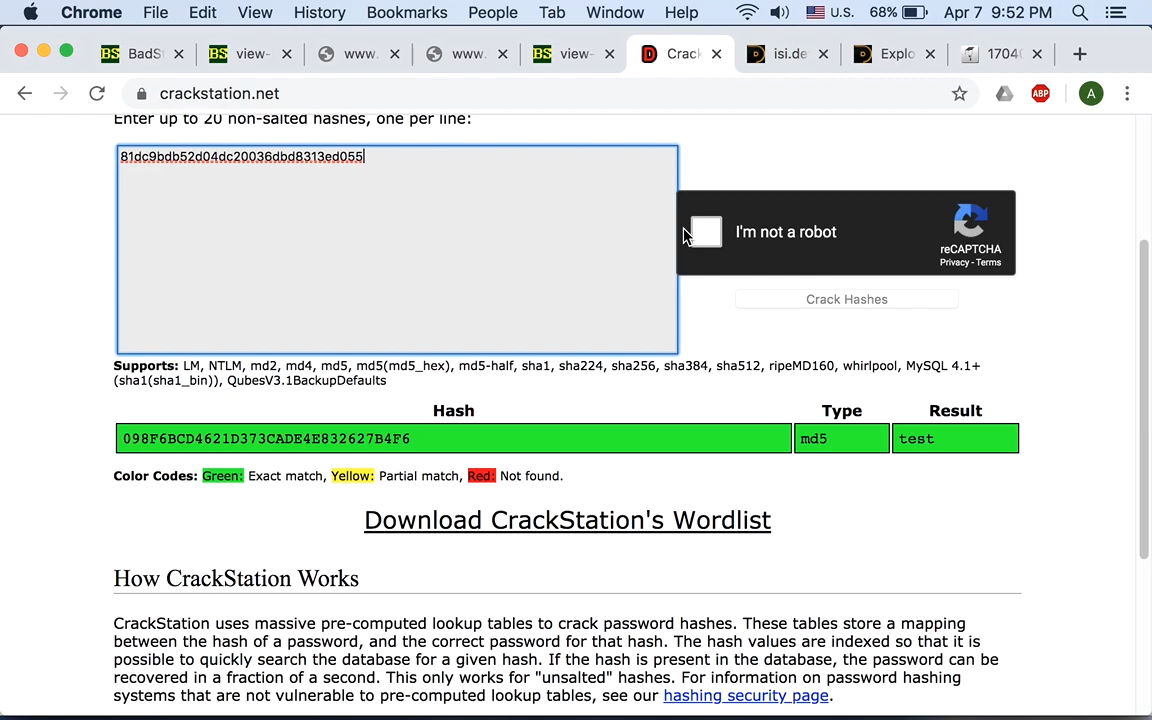 Chrome File Edit View History Bookmarks People Tab Window Help U.S. 68% Apr 7 9:52 PM
BS BadS BS view- www. www. BS view- D Crack D isi.de D Explo 1704
crackstation.net ABP A
Enter up to 20 non-salted hashes, one per line:
81dc9bdb52d04dc20036dbd8313ed055
I'm not a robot
reCAPTCHA
Privacy - Terms
Crack Hashes
Supports: LM, NTLM, md2, md4, md5, md5(md5_hex), md5-half, sha1, sha224, sha256, sha384, sha512, ripeMD160, whirlpool, MySQL 4.1+
(sha1(sha1_bin)), QubesV3.1BackupDefaults
Hash Type Result
098F6BCD4621D373CADE4E832627B4F6 md5 test
Color Codes: Green: Exact match, Yellow: Partial match, Red: Not found.
Download CrackStation's Wordlist
How CrackStation Works
CrackStation uses massive pre-computed lookup tables to crack password hashes. These tables store a mapping
between the hash of a password, and the correct password for that hash. The hash values are indexed so that it is
possible to quickly search the database for a given hash. If the hash is present in the database, the password can be
recovered in a fraction of a second. This only works for "unsalted" hashes. For information on password hashing
systems that are not vulnerable to pre-computed lookup tables, see our hashing security page.